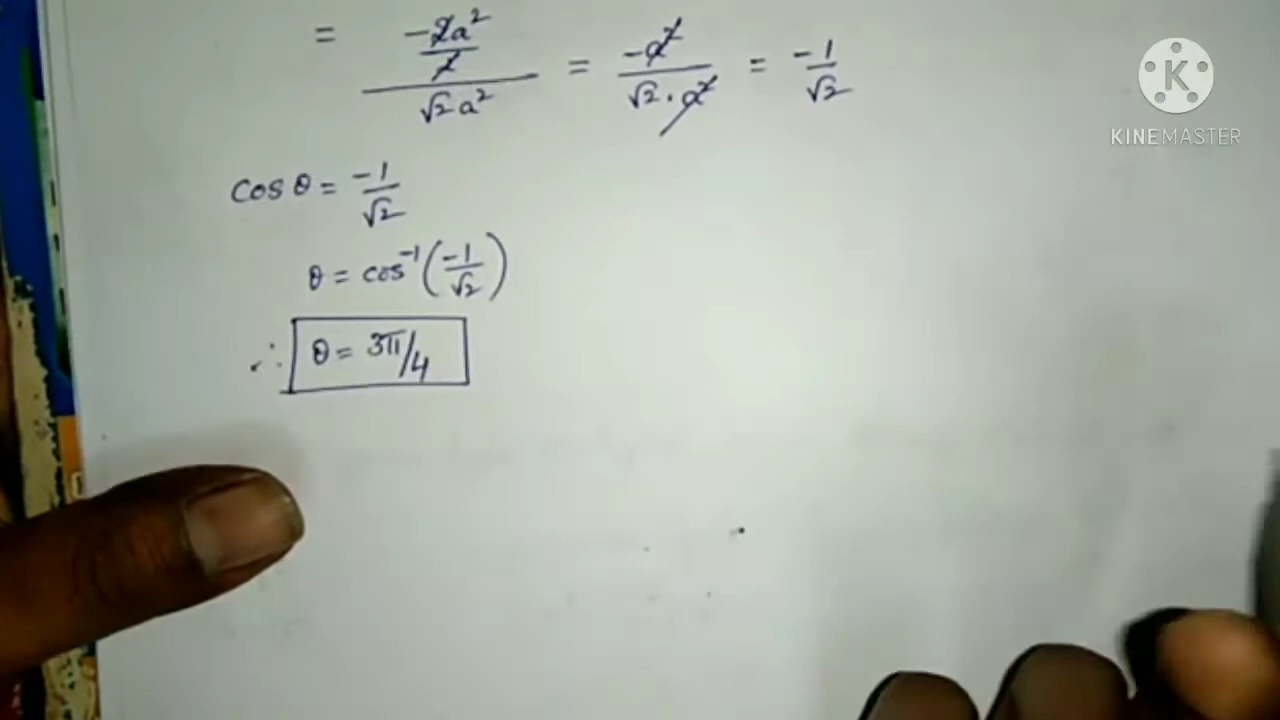 = (-2a²/2)/(√2 a²) = -a²/(√2 · a²) = -1/√2
K
KINEMASTER
cos θ = -1/√2
θ = cos⁻¹(-1/√2)
∴ θ = 3π/4